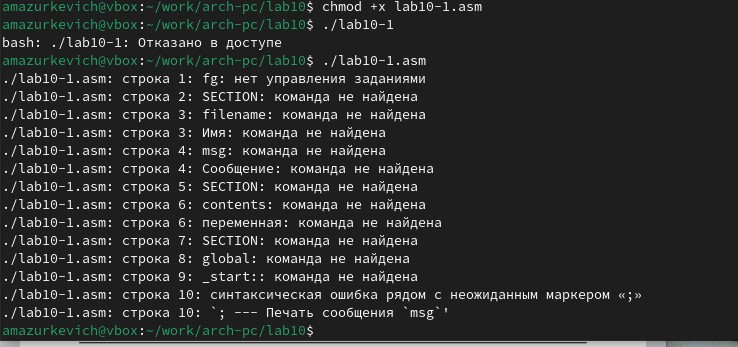 amazurkevich@vbox:~/work/arch-pc/lab10$ chmod +x lab10-1.asm
amazurkevich@vbox:~/work/arch-pc/lab10$ ./lab10-1
bash: ./lab10-1: Отказано в доступе
amazurkevich@vbox:~/work/arch-pc/lab10$ ./lab10-1.asm
./lab10-1.asm: строка 1: fg: нет управления заданиями
./lab10-1.asm: строка 2: SECTION: команда не найдена
./lab10-1.asm: строка 3: filename: команда не найдена
./lab10-1.asm: строка 3: Имя: команда не найдена
./lab10-1.asm: строка 4: msg: команда не найдена
./lab10-1.asm: строка 4: Сообщение: команда не найдена
./lab10-1.asm: строка 5: SECTION: команда не найдена
./lab10-1.asm: строка 6: contents: команда не найдена
./lab10-1.asm: строка 6: переменная: команда не найдена
./lab10-1.asm: строка 7: SECTION: команда не найдена
./lab10-1.asm: строка 8: global: команда не найдена
./lab10-1.asm: строка 9: _start:: команда не найдена
./lab10-1.asm: строка 10: синтаксическая ошибка рядом с неожиданным маркером «;»
./lab10-1.asm: строка 10: `; --- Печать сообщения `msg`'
amazurkevich@vbox:~/work/arch-pc/lab10$